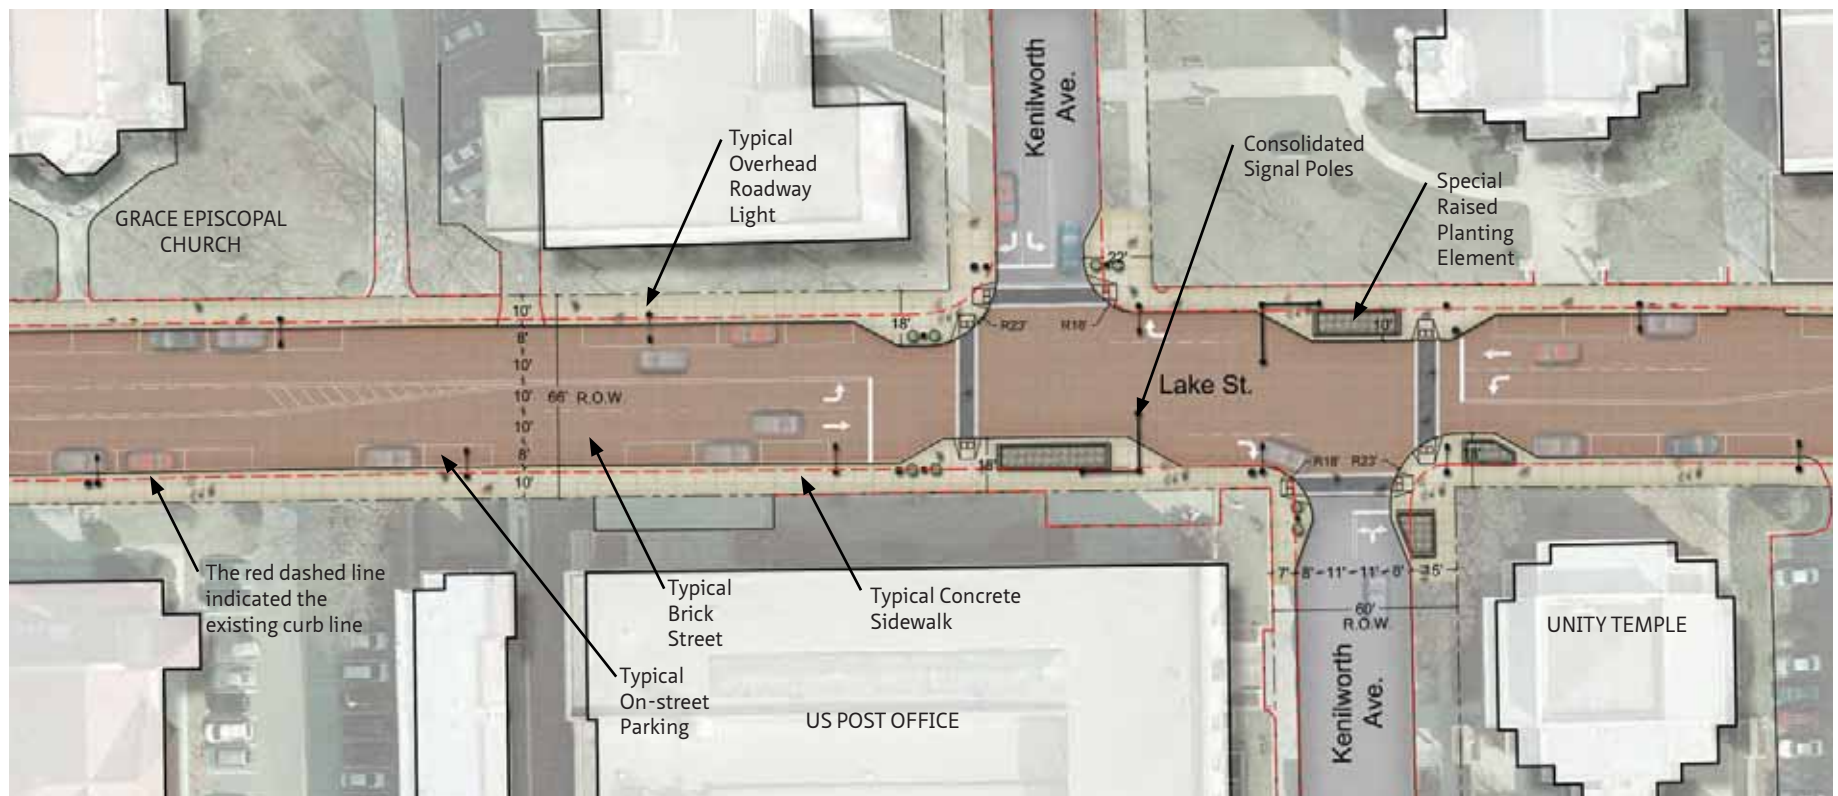 Kenilworth
Ave.
Typical
Overhead
Roadway
Light
Consolidated
Signal Poles
Special
Raised
Planting
Element
GRACE EPISCOPAL
CHURCH
22'
10'
18'
R23'
R18'
10'
8'
10'
10'
66' R.O.W
10'
8'
10'
Lake St.
18'
R18' R23'
18'
The red dashed line
indicated the
existing curb line
Typical
Brick
Street
Typical Concrete
Sidewalk
7' 8' 11' 11' 8' 15'
60'
R.O.W
UNITY TEMPLE
Typical
On-street
Parking
US POST OFFICE
Kenilworth
Ave.